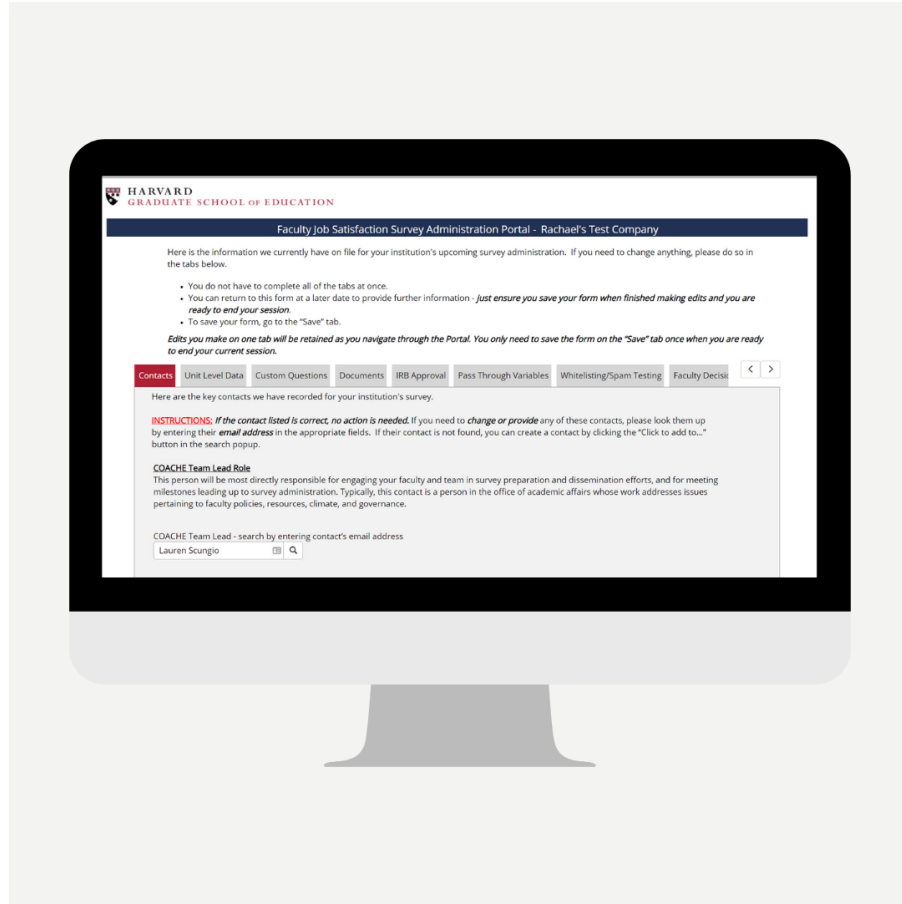 HARVARD
GRADUATE SCHOOL OF EDUCATION
Faculty Job Satisfaction Survey Administration Portal - Rachael's Test Company
Here is the information we currently have on file for your institution's upcoming survey administration. If you need to change anything, please do so in
the tabs below.
• You do not have to complete all of the tabs at once.
• You can return to this form at a later date to provide further information - just ensure you save your form when finished making edits and you are
ready to end your session.
• To save your form, go to the "Save" tab.
Edits you make on one tab will be retained as you navigate through the Portal. You only need to save the form on the "Save" tab once when you are ready
to end your current session.
Contacts Unit Level Data Custom Questions Documents IRB Approval Pass Through Variables Whitelisting/Spam Testing Faculty Decisic
Here are the key contacts we have recorded for your institution's survey.
INSTRUCTIONS: If the contact listed is correct, no action is needed. If you need to change or provide any of these contacts, please look them up
by entering their email address in the appropriate fields. If their contact is not found, you can create a contact by clicking the "Click to add to..."
button in the search popup.
COACHE Team Lead Role
This person will be most directly responsible for engaging your faculty and team in survey preparation and dissemination efforts, and for meeting
milestones leading up to survey administration. Typically, this contact is a person in the office of academic affairs whose work addresses issues
pertaining to faculty policies, resources, climate, and governance.
COACHE Team Lead - search by entering contact's email address
Lauren Scungio